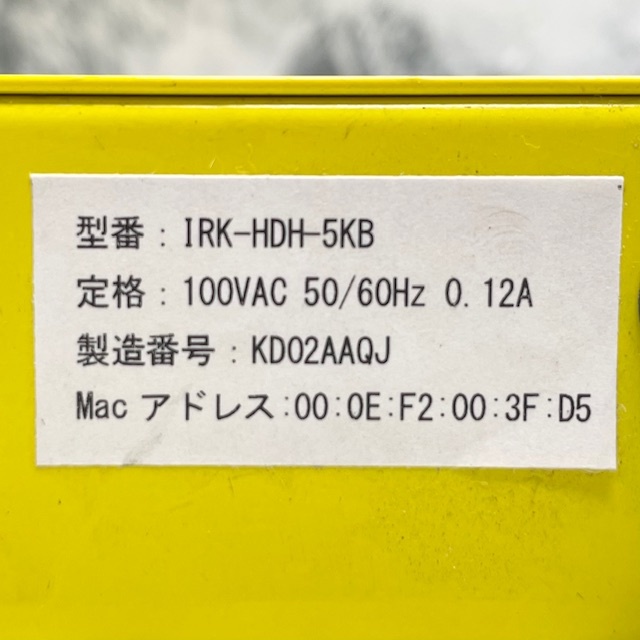 型番：IRK-HDH-5KB
定格：100VAC 50/60Hz 0.12A
製造番号：KD02AAQJ
Mac アドレス:00:0E:F2:00:3F:D5